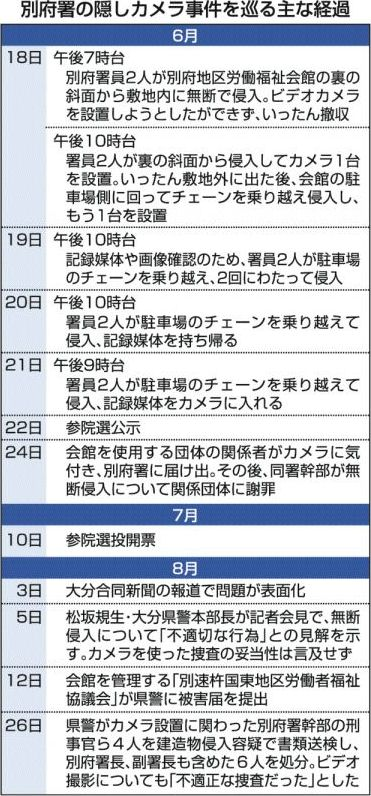 別府署の隠しカメラ事件を巡る主な経過
6月
18日 午後7時台
別府署員2人が別府地区労働福祉会館の裏の
斜面から敷地内に無断で侵入。ビデオカメラ
を設置しようとしたができず、いったん撤収
午後10時台
署員2人が裏の斜面から侵入してカメラ1台
を設置。いったん敷地外に出た後、会館の駐
車場側に回ってチェーンを乗り越え侵入し、
もう1台を設置
19日 午後10時台
記録媒体や画像確認のため、署員2人が駐車場
のチェーンを乗り越え、2回にわたって侵入
20日 午後10時台
署員2人が駐車場のチェーンを乗り越えて
侵入、記録媒体を持ち帰る
21日 午後9時台
署員2人が駐車場のチェーンを乗り越えて
侵入、記録媒体をカメラに入れる
22日 参院選公示
24日 会館を使用する団体の関係者がカメラに気
付き、別府署に届け出。その後、同署幹部が無
断侵入について関係団体に謝罪
7月
10日 参院選投開票
8月
3日 大分合同新聞の報道で問題が表面化
5日 松坂規生・大分県警本部長が記者会見で、無断
侵入について「不適切な行為」との見解を示
す。カメラを使った捜査の妥当性は言及せず
12日 会館を管理する「別速杵国東地区労働者福祉
協議会」が県警に被害届を提出
26日 県警がカメラ設置に関わった別府署幹部の刑
事官ら4人を建造物侵入容疑で書類送検し、
別府署長、副署長も含めた6人を処分。ビデオ
撮影についても「不適正な捜査だった」とした